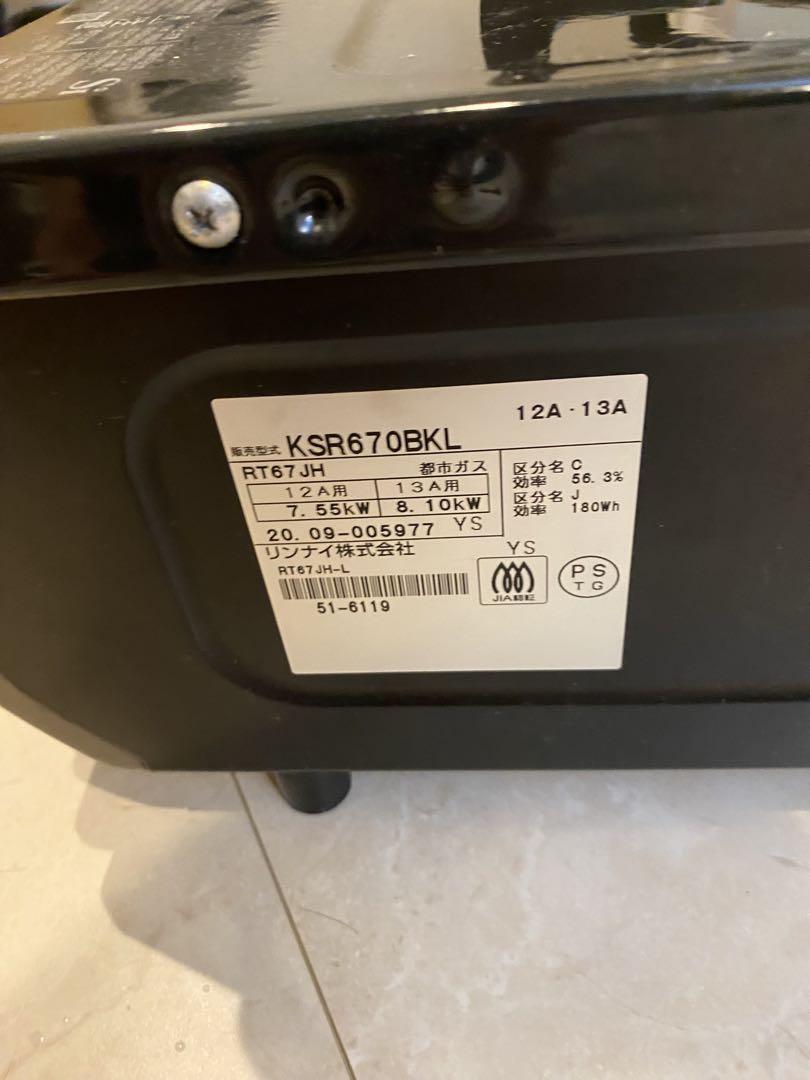 12A・13A
販売型式 KSR670BKL
RT67JH 都市ガス
12A用 13A用
7.55kW 8.10kW
20.09-005977 YS
リンナイ株式会社
RT67JH-L
51-6119
区分名 C
効率 56.3%
区分名 J
効率 180Wh
YS
JIA
PS
TG